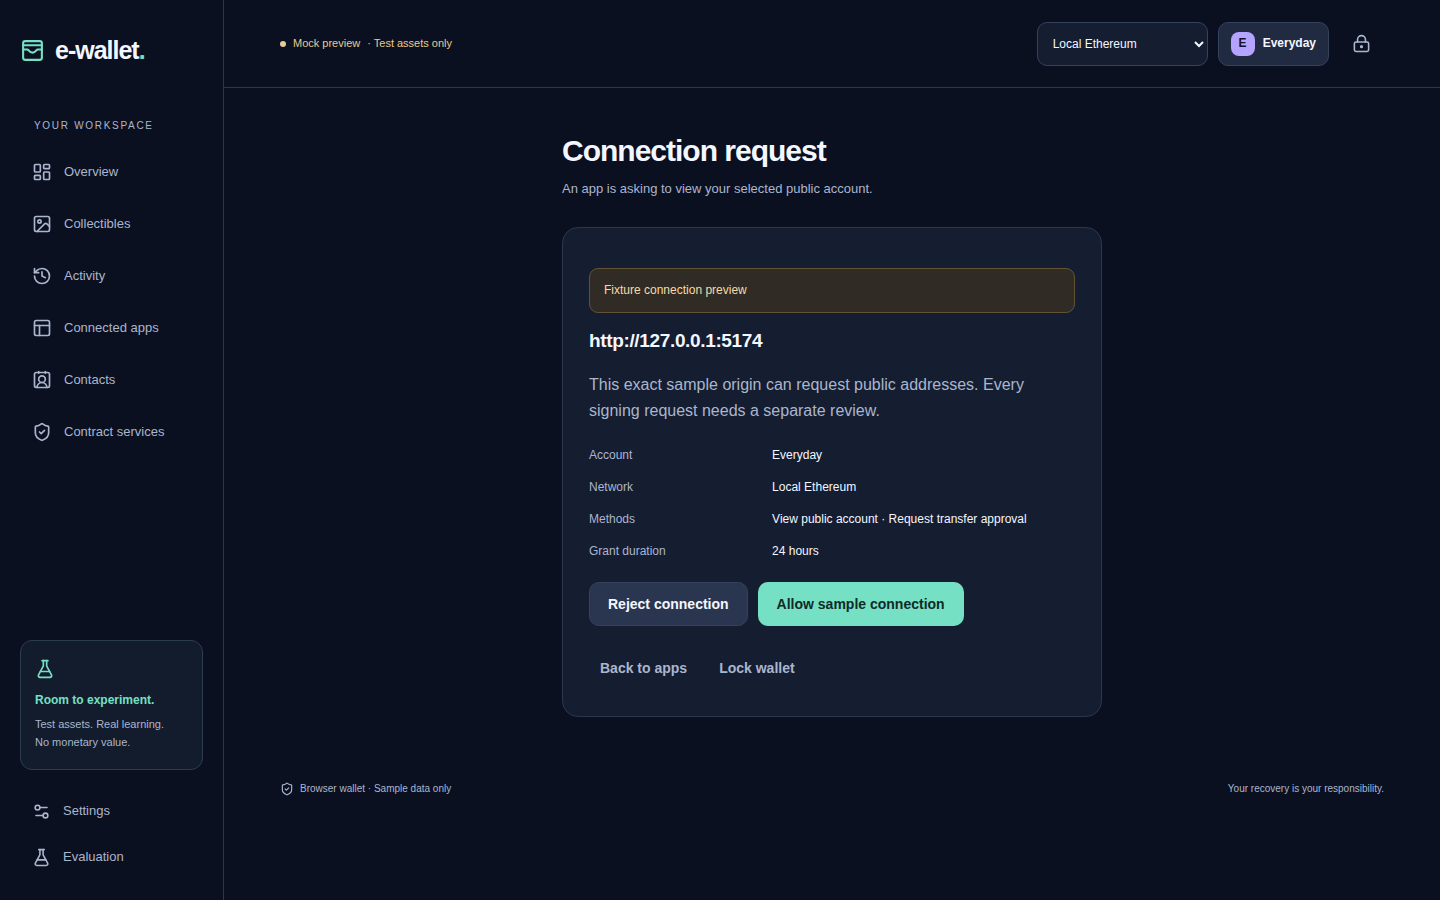 e-wallet.
Mock preview · Test assets only
Local Ethereum
E Everyday
YOUR WORKSPACE
Overview
Collectibles
Activity
Connected apps
Contacts
Contract services
Room to experiment.
Test assets. Real learning.
No monetary value.
Settings
Evaluation
Connection request
An app is asking to view your selected public account.
Fixture connection preview
http://127.0.0.1:5174
This exact sample origin can request public addresses. Every
signing request needs a separate review.
Account Everyday
Network Local Ethereum
Methods View public account · Request transfer approval
Grant duration 24 hours
Reject connection Allow sample connection
Back to apps Lock wallet
Browser wallet · Sample data only
Your recovery is your responsibility.